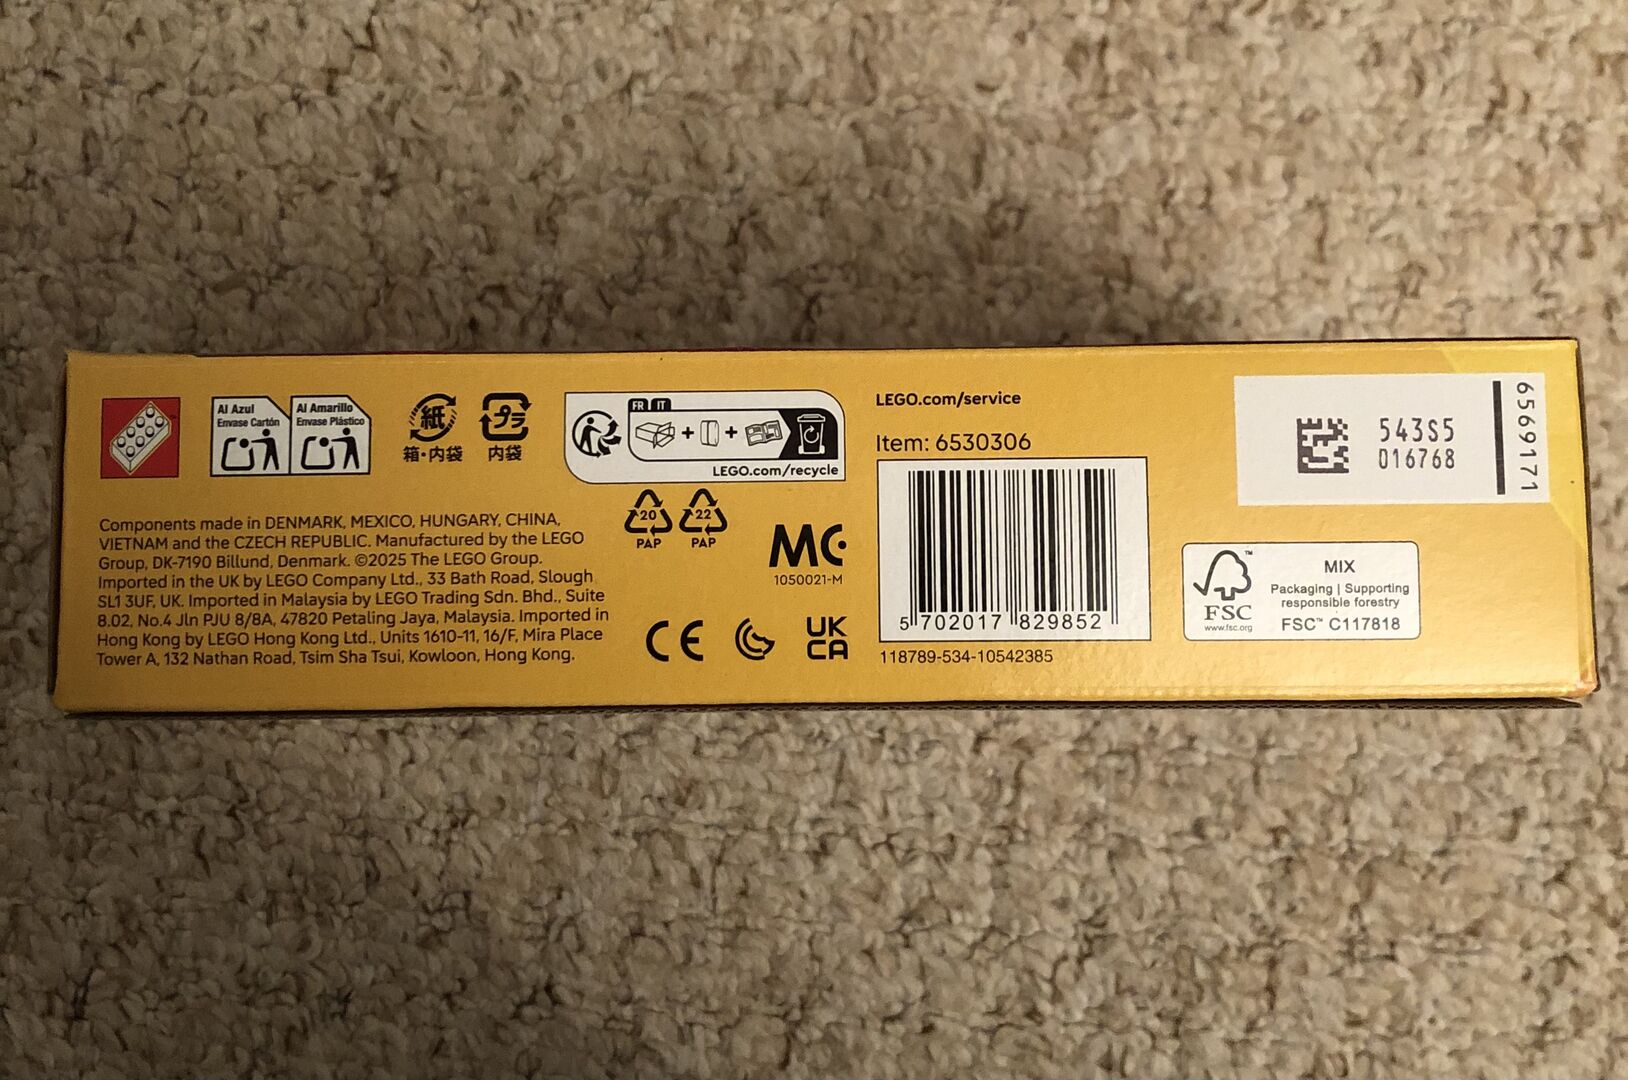 Al Azul
Envase Cartón
Al Amarillo
Envase Plástico
紙
箱・内袋
プラ
内袋
FR IT
LEGO.com/recycle
Components made in DENMARK, MEXICO, HUNGARY, CHINA,
VIETNAM and the CZECH REPUBLIC. Manufactured by the LEGO
Group, DK-7190 Billund, Denmark. ©2025 The LEGO Group.
Imported in the UK by LEGO Company Ltd., 33 Bath Road, Slough
SL1 3UF, UK. Imported in Malaysia by LEGO Trading Sdn. Bhd., Suite
8.02, No.4 Jln PJU 8/8A, 47820 Petaling Jaya, Malaysia. Imported in
Hong Kong by LEGO Hong Kong Ltd., Units 1610-11, 16/F, Mira Place
Tower A, 132 Nathan Road, Tsim Sha Tsui, Kowloon, Hong Kong.
20
PAP
22
PAP
MC
1050021-M
CE
UK
CA
LEGO.com/service
Item: 6530306
5 702017 829852
118789-534-10542385
543S5
016768
6569171
FSC™
www.fsc.org
MIX
Packaging | Supporting
responsible forestry
FSC™ C117818